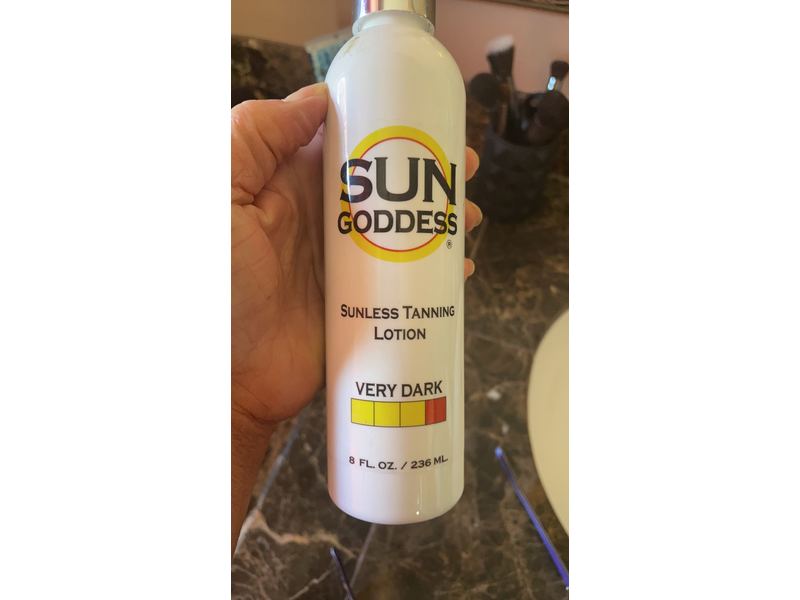 SUN
GODDESS
®
SUNLESS TANNING
LOTION
VERY DARK
8 FL. OZ. / 236 ML.